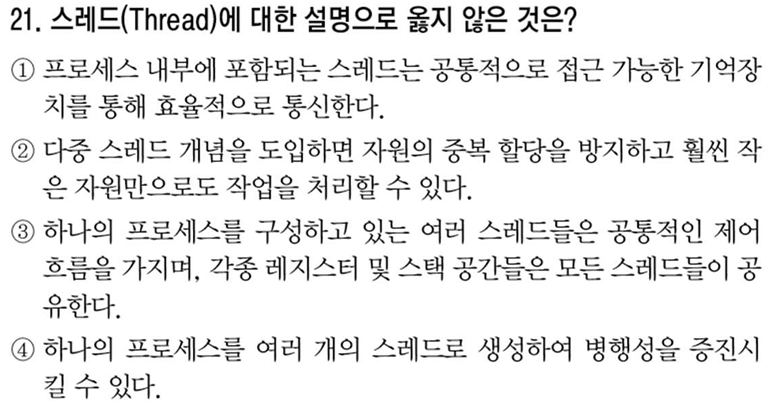 21. 스레드(Thread)에 대한 설명으로 옳지 않은 것은?
① 프로세스 내부에 포함되는 스레드는 공통적으로 접근 가능한 기억장
치를 통해 효율적으로 통신한다.
② 다중 스레드 개념을 도입하면 자원의 중복 할당을 방지하고 훨씬 작
은 자원만으로도 작업을 처리할 수 있다.
③ 하나의 프로세스를 구성하고 있는 여러 스레드들은 공통적인 제어
흐름을 가지며, 각종 레지스터 및 스택 공간들은 모든 스레드들이 공
유한다.
④ 하나의 프로세스를 여러 개의 스레드로 생성하여 병행성을 증진시
킬 수 있다.